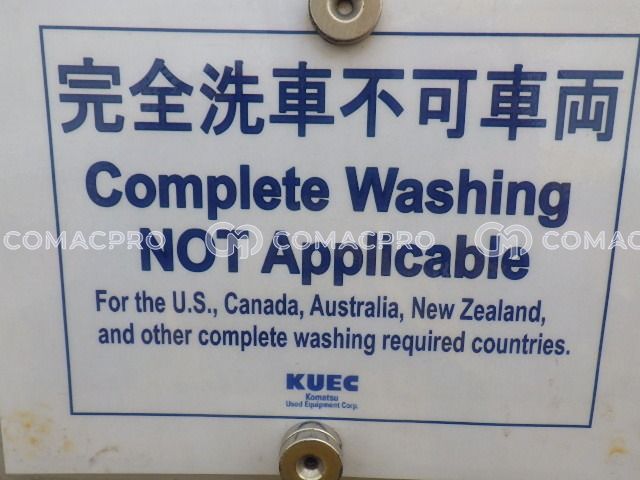 完全洗車不可車両
Complete Washing
NOT Applicable
COMACPRO COMACPRO COMACPRO
For the U.S., Canada, Australia, New Zealand,
and other complete washing required countries.
KUEC
Komatsu
Used Equipment Corp.